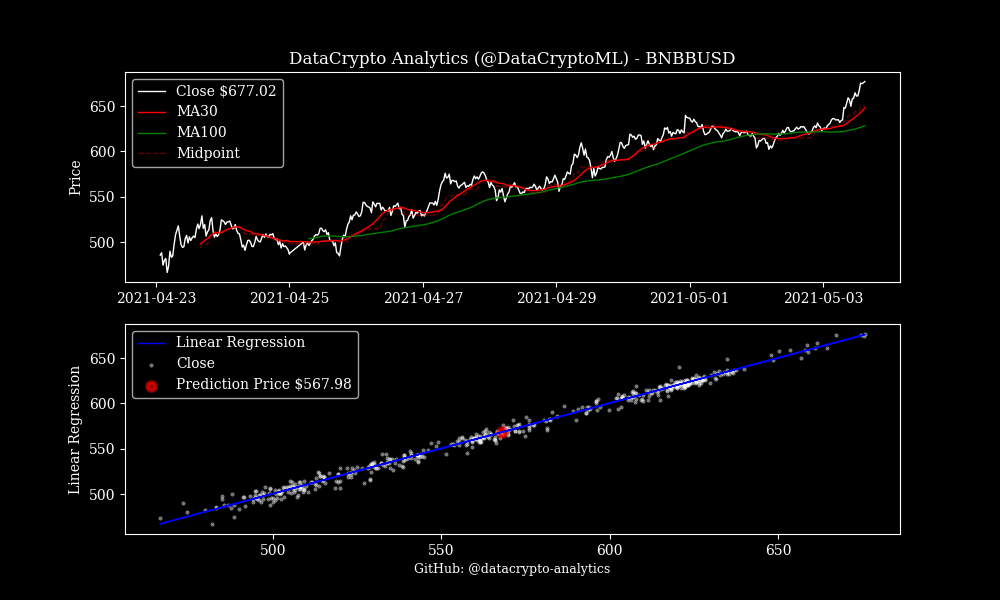 DataCrypto Analytics (@DataCryptoML) - BNBBUSD
Close $677.02
MA30
MA100
Midpoint
Price
650
600
550
500
2021-04-23 2021-04-25 2021-04-27 2021-04-29 2021-05-01 2021-05-03
Linear Regression
Close
Prediction Price $567.98
Linear Regression
650
600
550
500
500 550 600 650
GitHub: @datacrypto-analytics